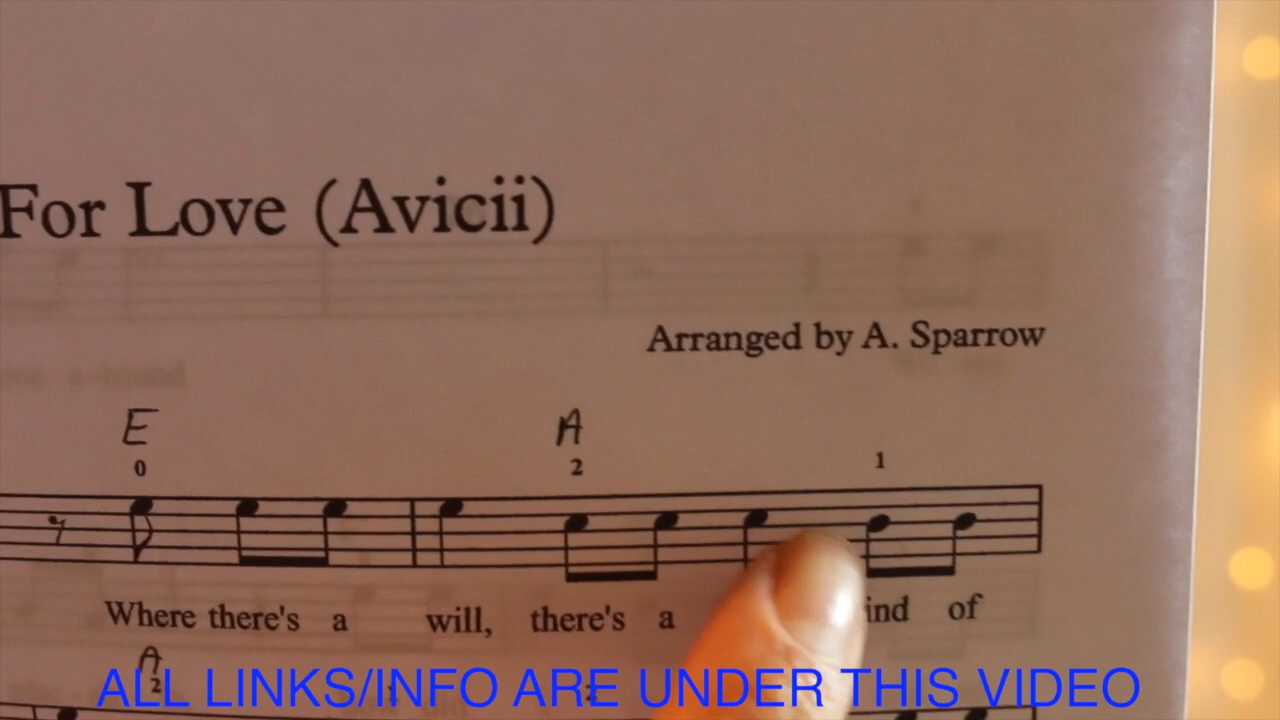 For Love (Avicii)
Arranged by A. Sparrow
E A
0 2 1
Where there's a will, there's a ind of
A
2
ALL LINKS/INFO ARE UNDER THIS VIDEO